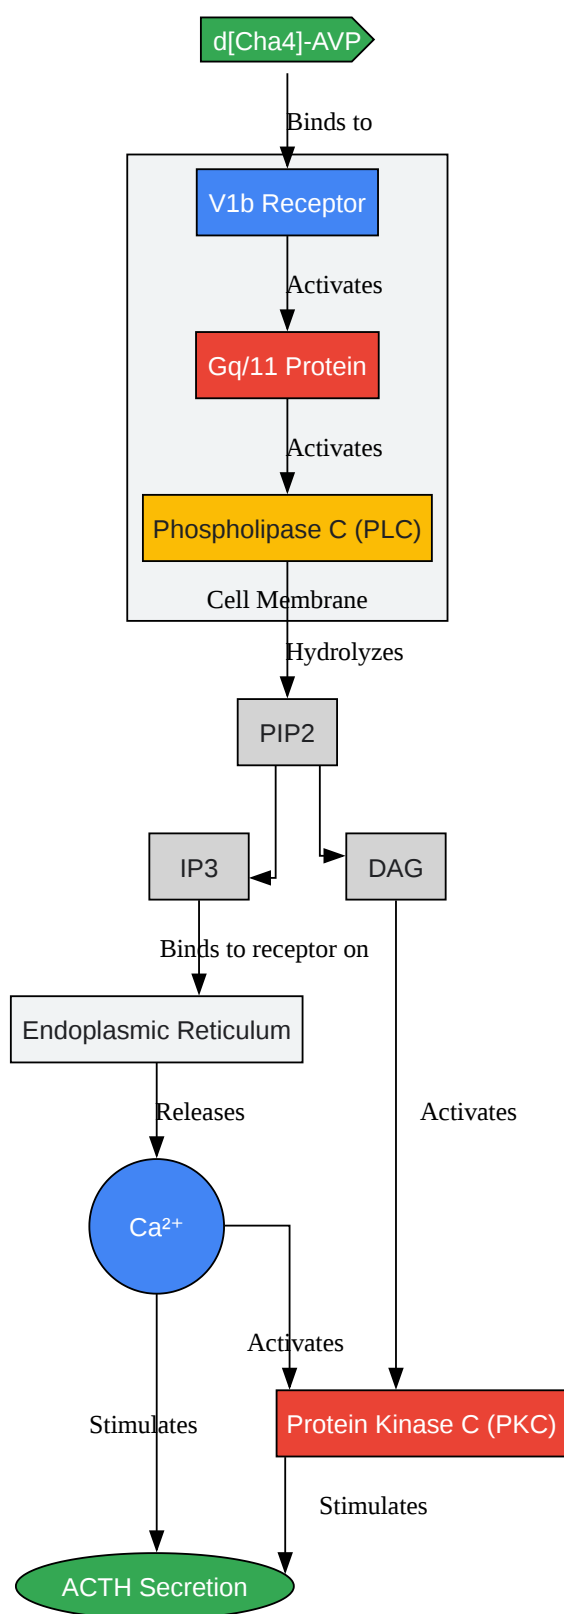 d[Cha4]-AVP
Binds to
V1b Receptor
Activates
Gq/11 Protein
Activates
Phospholipase C (PLC)
Cell Membrane
Hydrolyzes
PIP2
IP3
DAG
Binds to receptor on
Endoplasmic Reticulum
Releases
Activates
Ca²⁺
Activates
Stimulates
Protein Kinase C (PKC)
Stimulates
ACTH Secretion